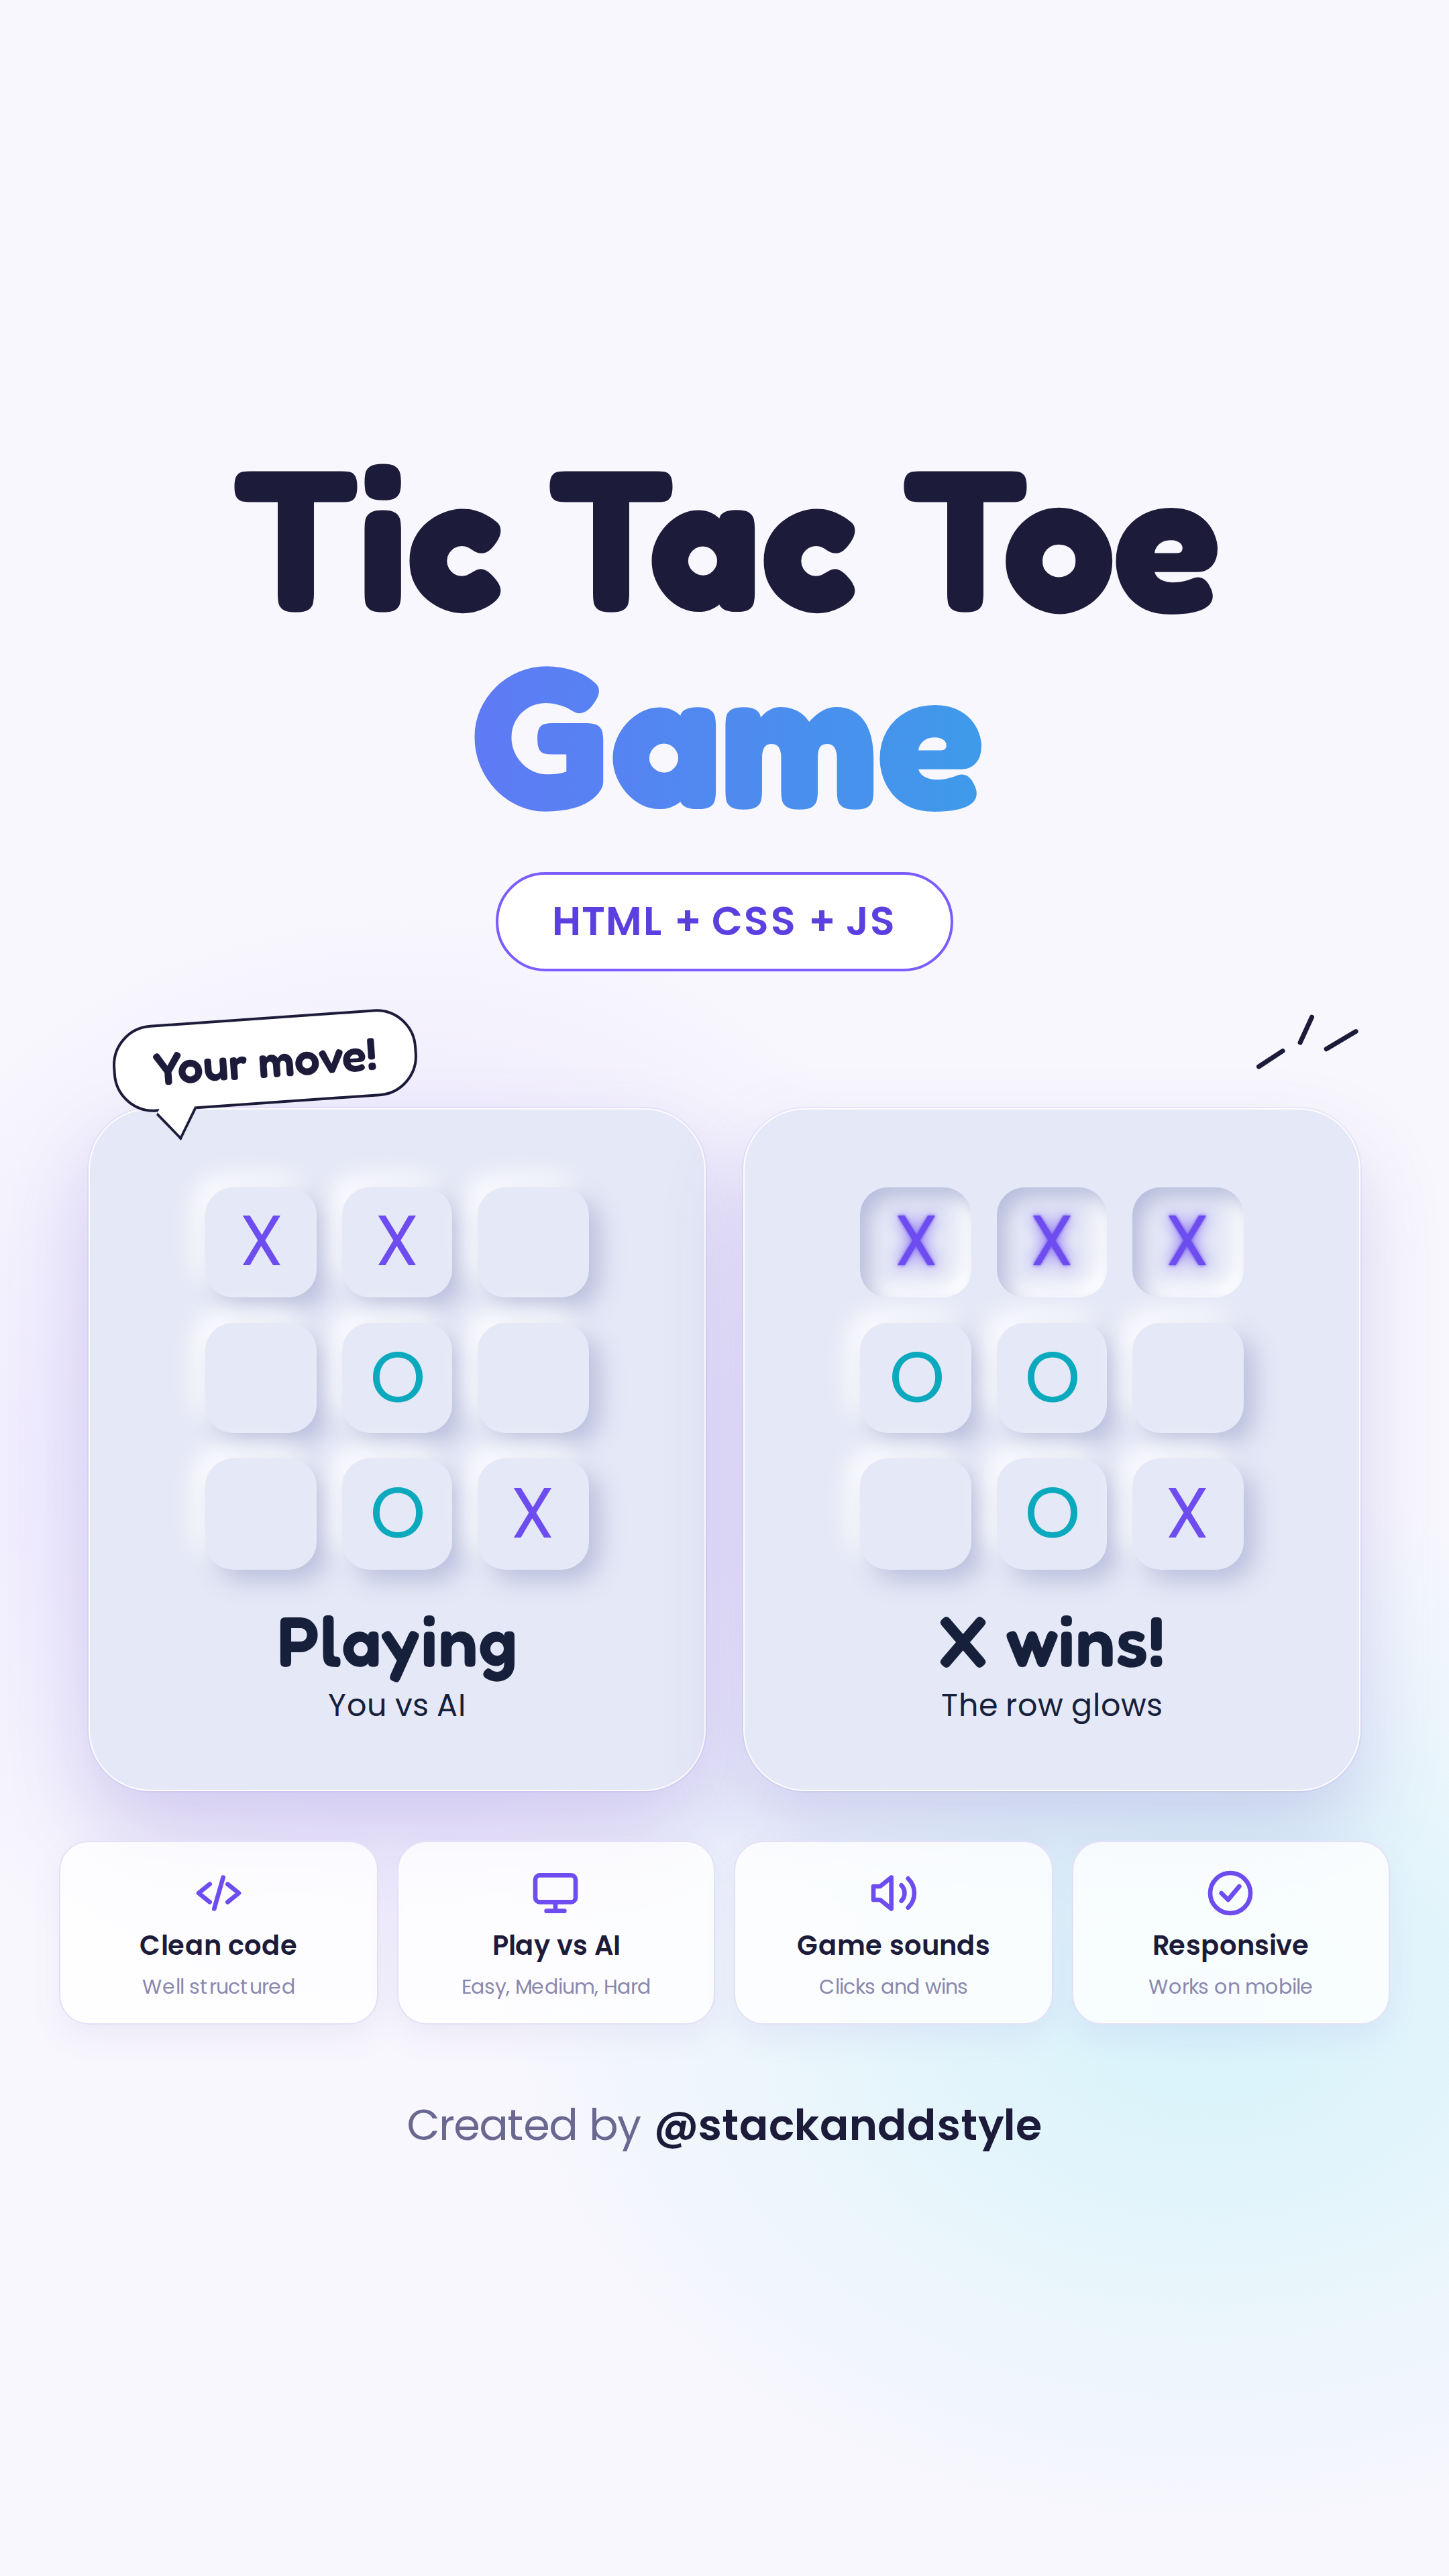 Tic Tac Toe
Game
HTML + CSS + JS
Your move!
X X
O
O X
Playing
You vs AI
X X X
O O
O X
X wins!
The row glows
Clean code
Well structured
Play vs AI
Easy, Medium, Hard
Game sounds
Clicks and wins
Responsive
Works on mobile
Created by @stackanddstyle